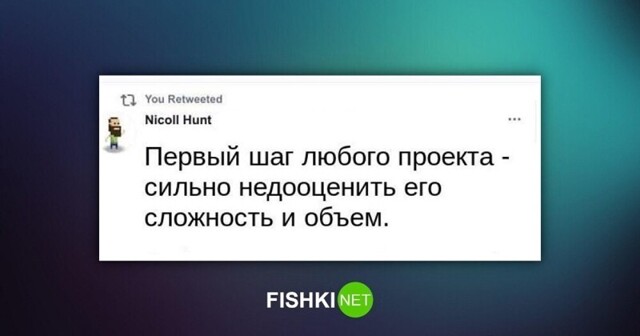 You Retweeted
Nicoll Hunt
Первый шаг любого проекта -
сильно недооценить его
сложность и объем.
FISHKI NET